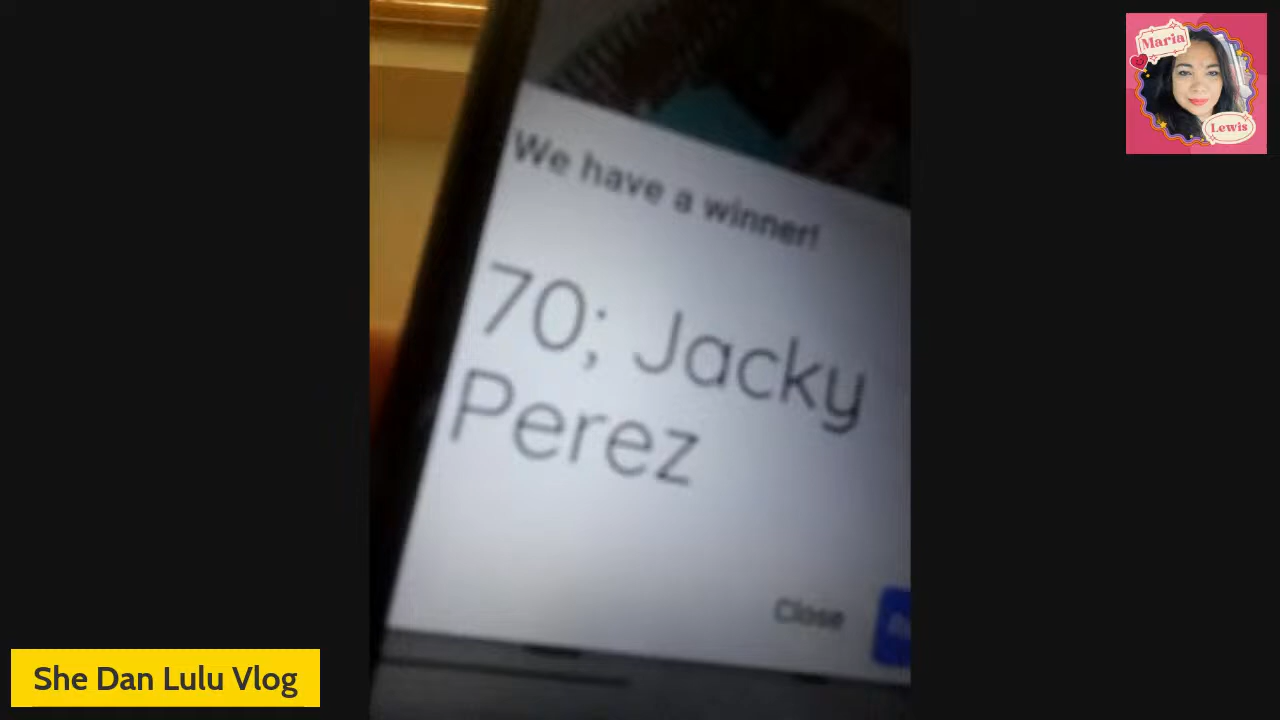 Maria
Lewis
We have a winner!
70; Jacky
Perez
Close
She Dan Lulu Vlog